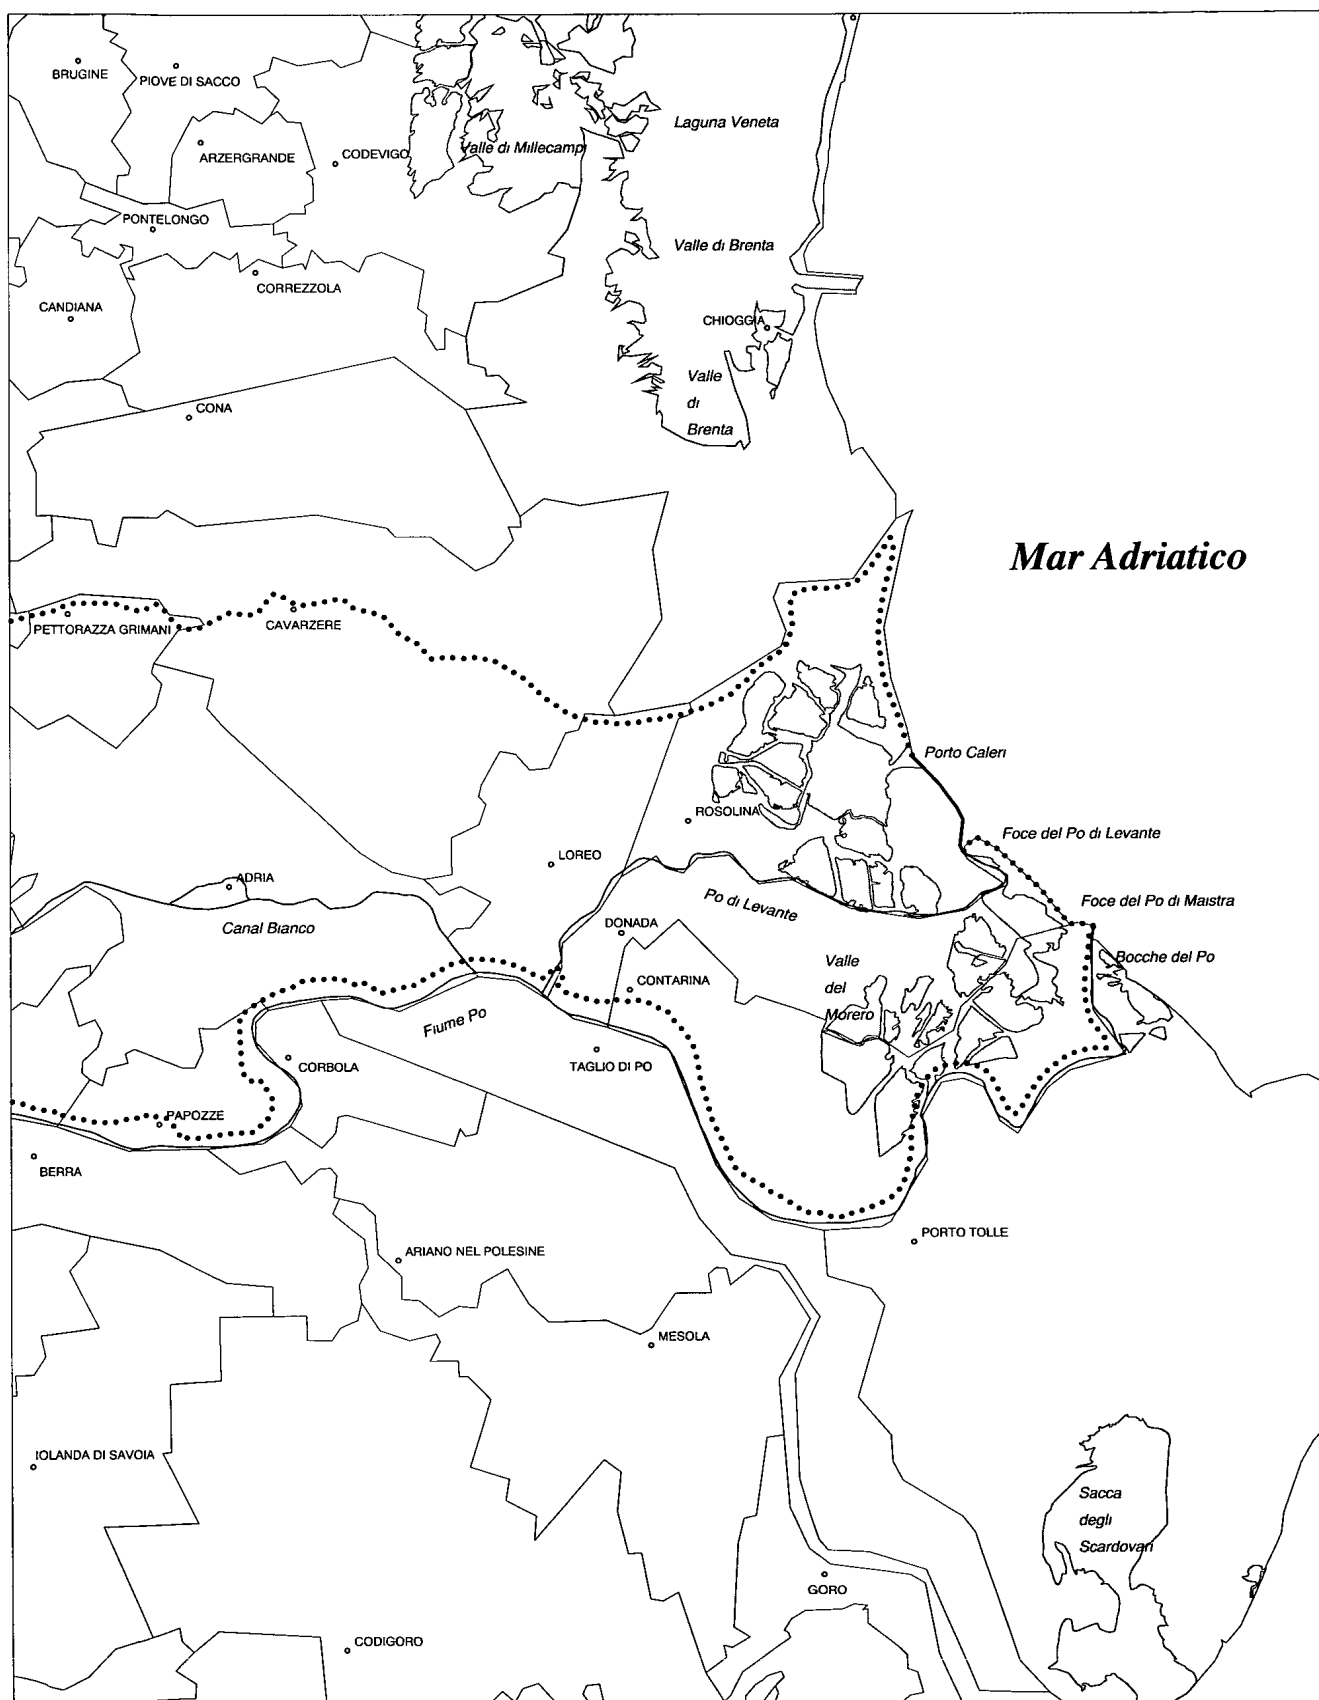 BRUGINE
PIOVE DI SACCO
Laguna Veneta
ARZERGRANDE
CODEVIGO
Valle di Millecampi
PONTELONGO
Valle di Brenta
CORREZZOLA
CANDIANA
CHIOGGIA
Valle
di
Brenta
CONA
Mar Adriatico
PETTORAZZA GRIMANI
CAVARZERE
Porto Caleri
ROSOLINA
Foce del Po di Levante
LOREO
ADRIA
Po di Levante
Foce del Po di Maistra
Canal Bianco
DONADA
Bocche del Po
Valle
del
Morero
CONTARINA
Fiume Po
CORBOLA
TAGLIO DI PO
PAPOZZE
BERRA
PORTO TOLLE
ARIANO NEL POLESINE
MESOLA
IOLANDA DI SAVOIA
Sacca
degli
Scardovari
GORO
CODIGORO